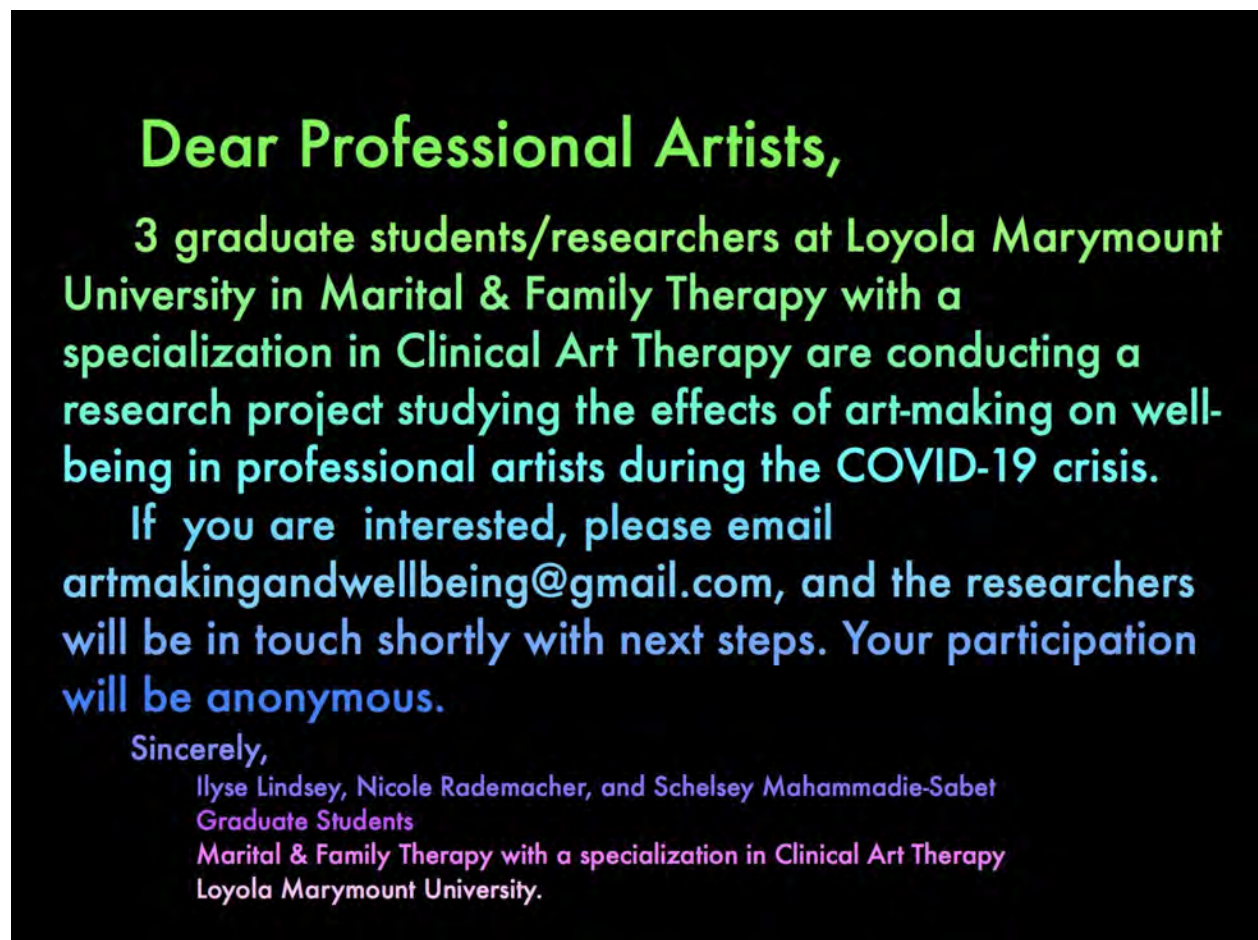 Dear Professional Artists,
3 graduate students/researchers at Loyola Marymount
University in Marital & Family Therapy with a
specialization in Clinical Art Therapy are conducting a
research project studying the effects of art-making on well-
being in professional artists during the COVID-19 crisis.
If you are interested, please email
artmakingandwellbeing@gmail.com, and the researchers
will be in touch shortly with next steps. Your participation
will be anonymous.
Sincerely,
Ilyse Lindsey, Nicole Rademacher, and Schelsey Mahammadie-Sabet
Graduate Students
Marital & Family Therapy with a specialization in Clinical Art Therapy
Loyola Marymount University.